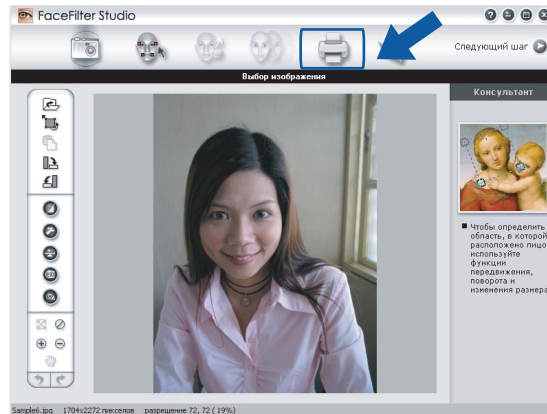 FaceFilter Studio
Следующий шаг
Выбор изображения
Консультант
Чтобы определить
область, в которой
расположено лицо
используйте
функции
передвижения,
поворота и
изменения размера
Sample6.jpg 1704x2272 пикселов разрешение 72, 72 ( 19%)